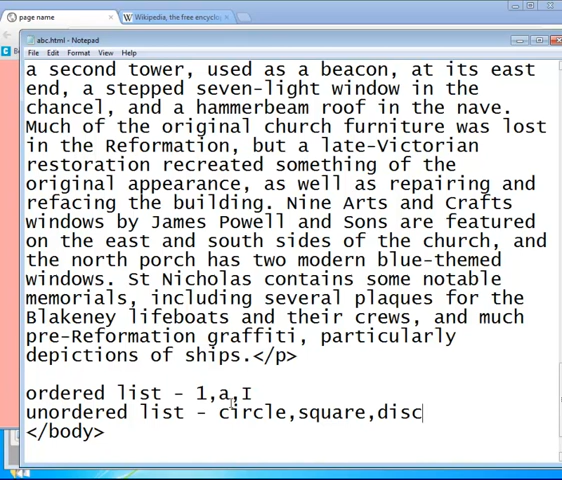 page name
Wikipedia, the free encyclo
abc.html - Notepad
File Edit Format View Help
a second tower, used as a beacon, at its east
end, a stepped seven-light window in the
chancel, and a hammerbeam roof in the nave.
Much of the original church furniture was lost
in the Reformation, but a late-Victorian
restoration recreated something of the
original appearance, as well as repairing and
refacing the building. Nine Arts and Crafts
windows by James Powell and Sons are featured
on the east and south sides of the church, and
the north porch has two modern blue-themed
windows. St Nicholas contains some notable
memorials, including several plaques for the
Blakeney lifeboats and their crews, and much
pre-Reformation graffiti, particularly
depictions of ships.</p>
ordered list - 1,a,I
unordered list - circle,square,disc
</body>